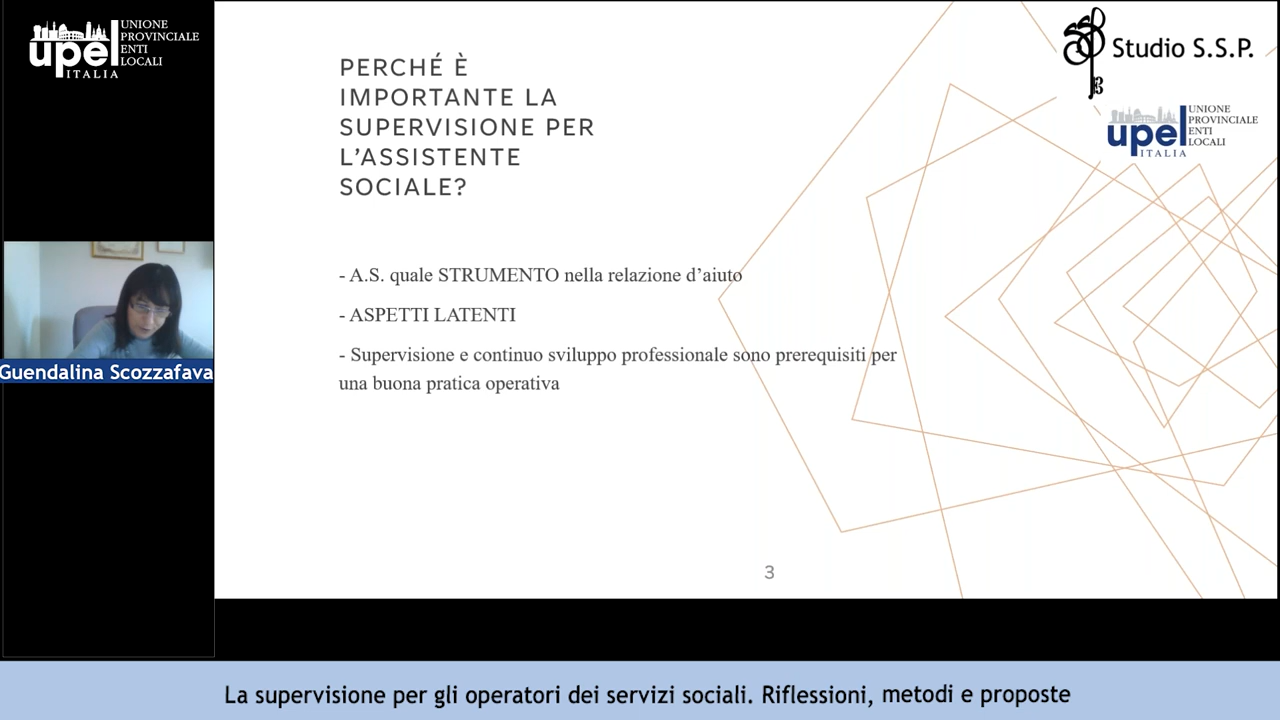 upel
UNIONE
PROVINCIALE
ENTI
LOCALI
ITALIA
PERCHÉ È
IMPORTANTE LA
SUPERVISIONE PER
L’ASSISTENTE
SOCIALE?
Studio S.S.P.
upel
UNIONE
PROVINCIALE
ENTI
LOCALI
ITALIA
- A.S. quale STRUMENTO nella relazione d’aiuto
- ASPETTI LATENTI
- Supervisione e continuo sviluppo professionale sono prerequisiti per
una buona pratica operativa
Guendalina Scozzafava
3
La supervisione per gli operatori dei servizi sociali. Riflessioni, metodi e proposte